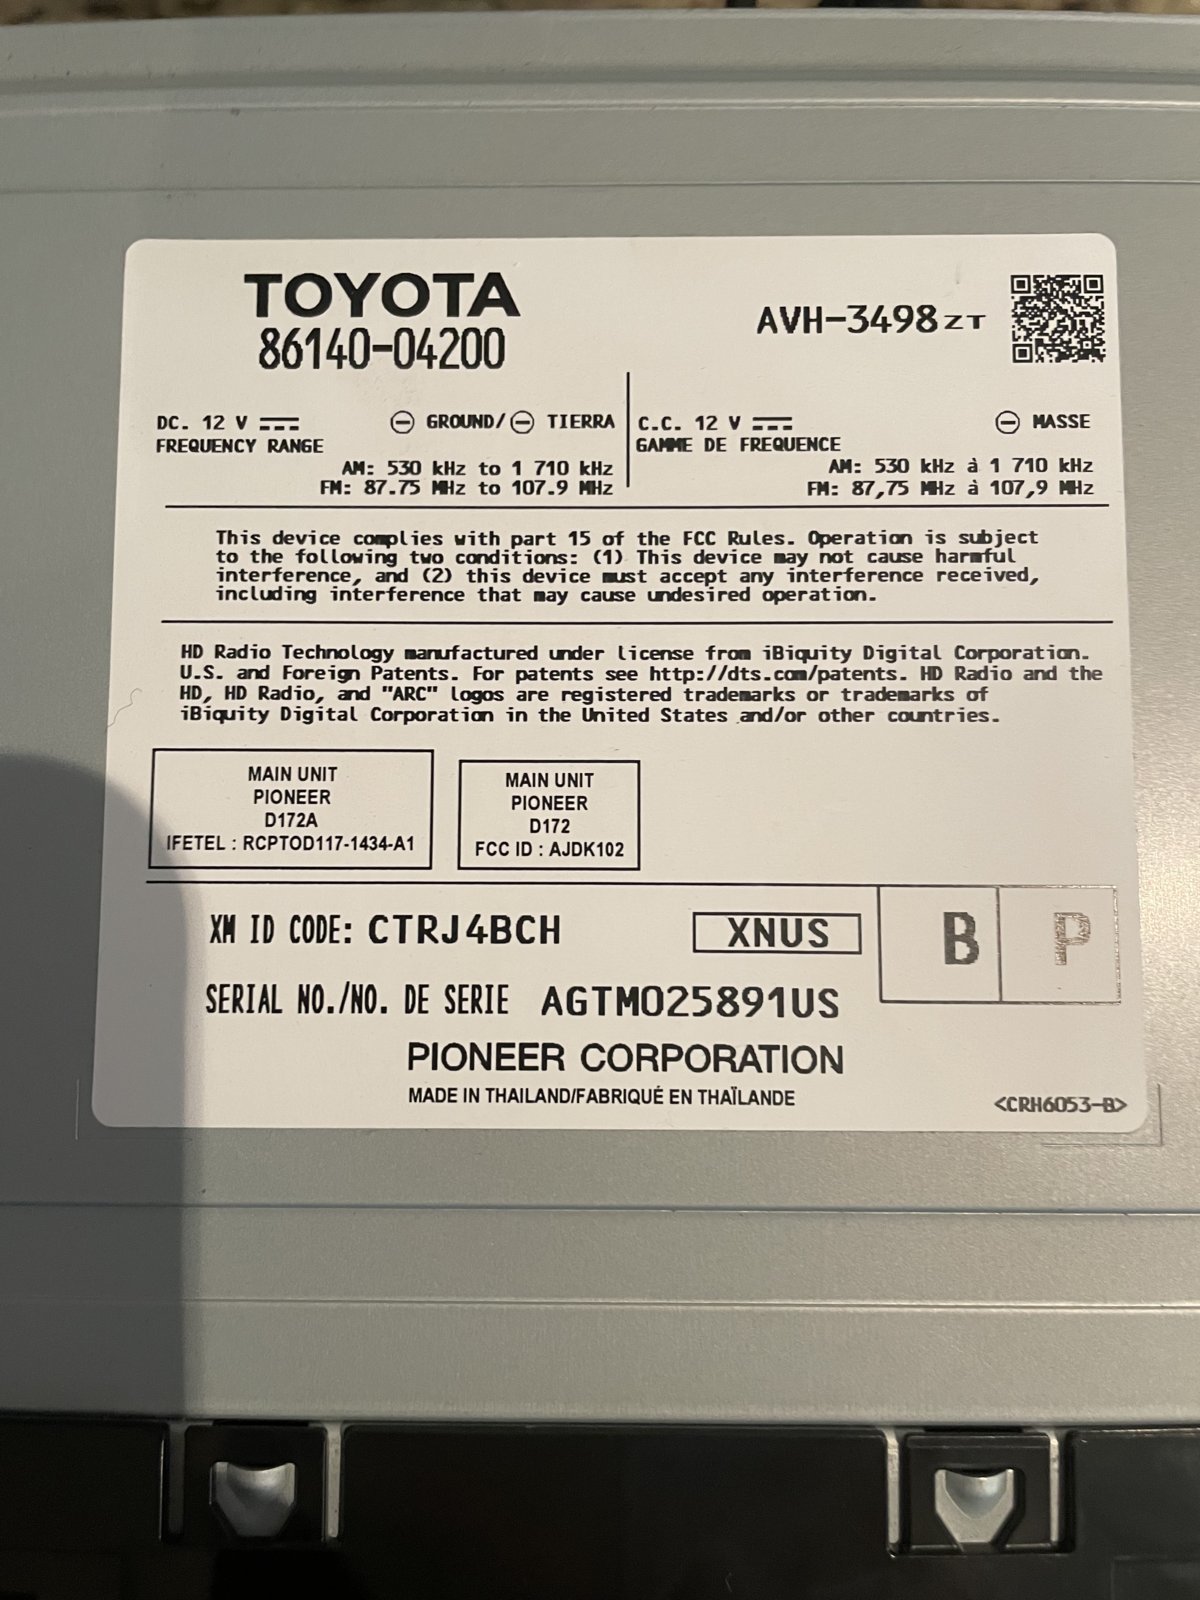 TOYOTA
86140-04200
AVH-3498ZT
DC. 12 V GROUND/ TIERRA
FREQUENCY RANGE
AM: 530 kHz to 1 710 kHz
FM: 87.75 MHz to 107.9 MHz
C.C. 12 V MASSE
GAMME DE FREQUENCE
AM: 530 kHz à 1 710 kHz
FM: 87,75 MHz à 107,9 MHz
This device complies with part 15 of the FCC Rules. Operation is subject
to the following two conditions: (1) This device may not cause harmful
interference, and (2) this device must accept any interference received,
including interference that may cause undesired operation.
HD Radio Technology manufactured under license from iBiquity Digital Corporation.
U.S. and Foreign Patents. For patents see http://dts.com/patents. HD Radio and the
HD, HD Radio, and "ARC" logos are registered trademarks or trademarks of
iBiquity Digital Corporation in the United States and/or other countries.
MAIN UNIT
PIONEER
D172A
IFETEL : RCPTOD117-1434-A1
MAIN UNIT
PIONEER
D172
FCC ID : AJDK102
XM ID CODE: CTRJ4BCH
XNUS
B P
SERIAL NO./NO. DE SERIE AGTM025891US
PIONEER CORPORATION
MADE IN THAILAND/FABRIQUÉ EN THAÏLANDE
<CRH6053-B>